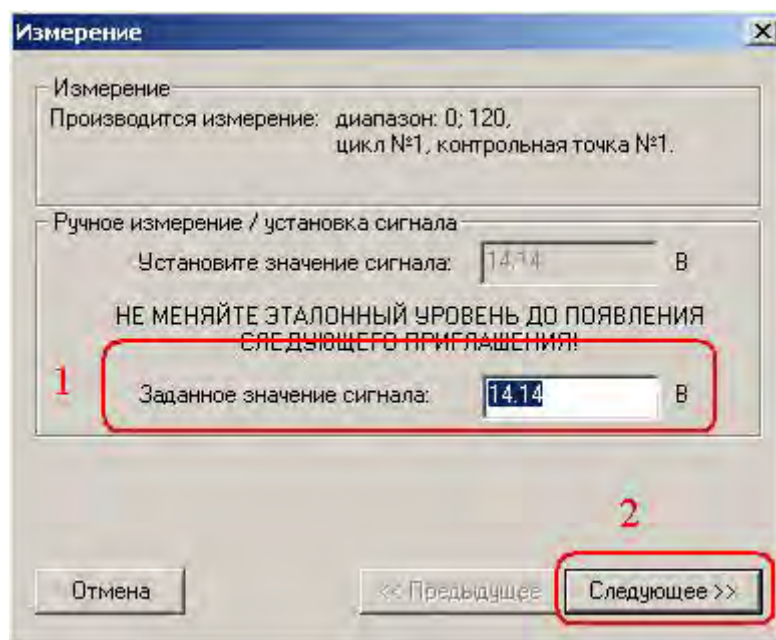 Измерение
Измерение
Производится измерение: диапазон: 0; 120,
цикл №1, контрольная точка №1.
Ручное измерение / установка сигнала
Установите значение сигнала: 14.14 В
НЕ МЕНЯЙТЕ ЭТАЛОННЫЙ УРОВЕНЬ ДО ПОЯВЛЕНИЯ
СЛЕДУЮЩЕГО ПРИГЛАШЕНИЯ!
1
Заданное значение сигнала: 14.14 В
2
Отмена << Предыдущее Следующее >>